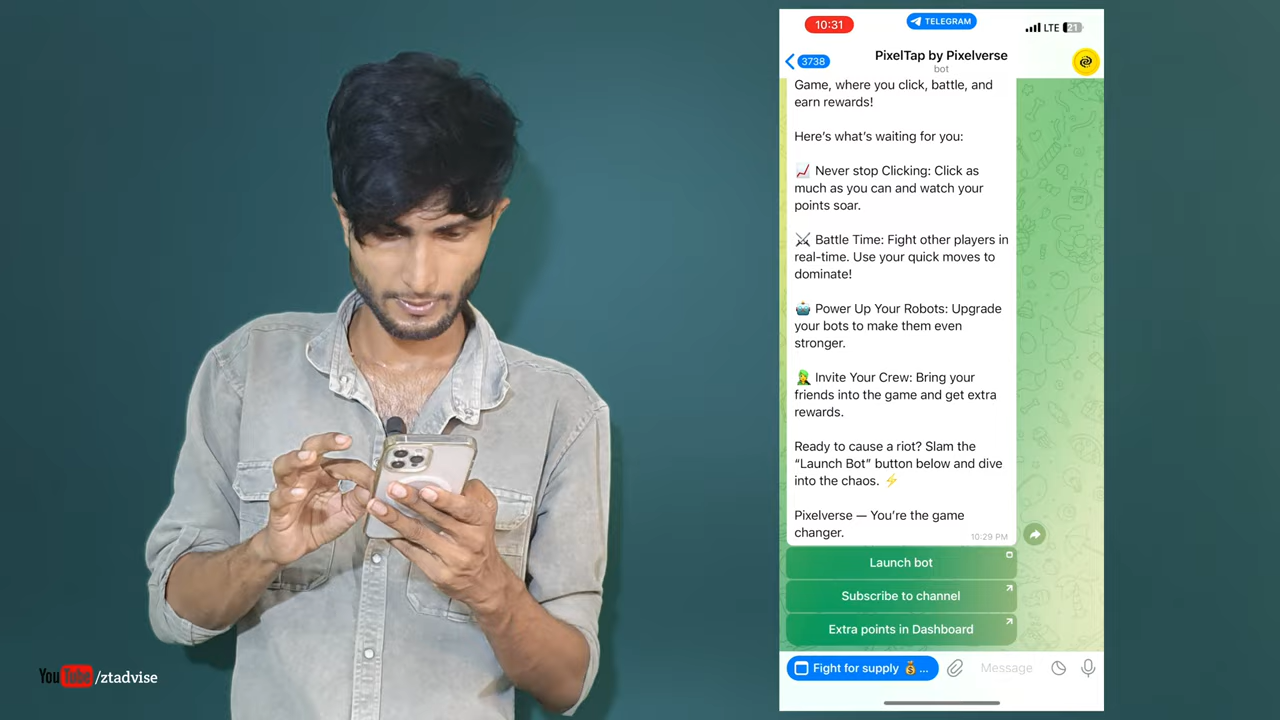 10:31
TELEGRAM
LTE 21
3738
PixelTap by Pixelverse
bot
Game, where you click, battle, and
earn rewards!
Here’s what’s waiting for you:
📈 Never stop Clicking: Click as
much as you can and watch your
points soar.
⚔ Battle Time: Fight other players in
real-time. Use your quick moves to
dominate!
🤖 Power Up Your Robots: Upgrade
your bots to make them even
stronger.
🧟‍♂️ Invite Your Crew: Bring your
friends into the game and get extra
rewards.
Ready to cause a riot? Slam the
“Launch Bot” button below and dive
into the chaos. ⚡
Pixelverse — You’re the game
changer.
10:29 PM
Launch bot
Subscribe to channel
Extra points in Dashboard
Fight for supply 💰...
Message
YouTube/ztadvise